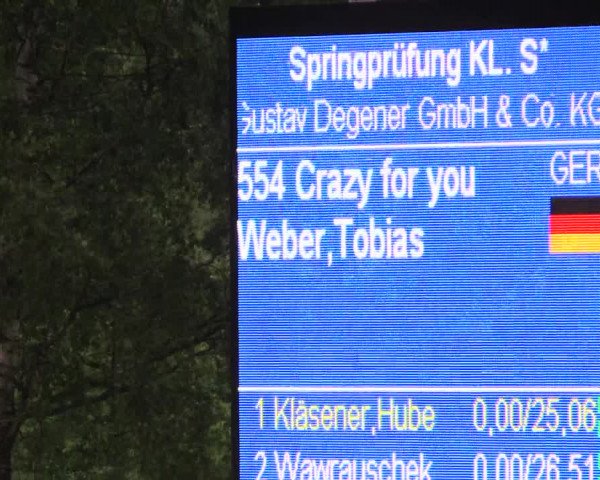 Springprüfung KL. S*
Gustav Degener GmbH & Co. KG
554 Crazy for you GER
Weber,Tobias
1 Kläsener,Hube 0,00/25,06
2 Wawrauschek 0,00/26,51